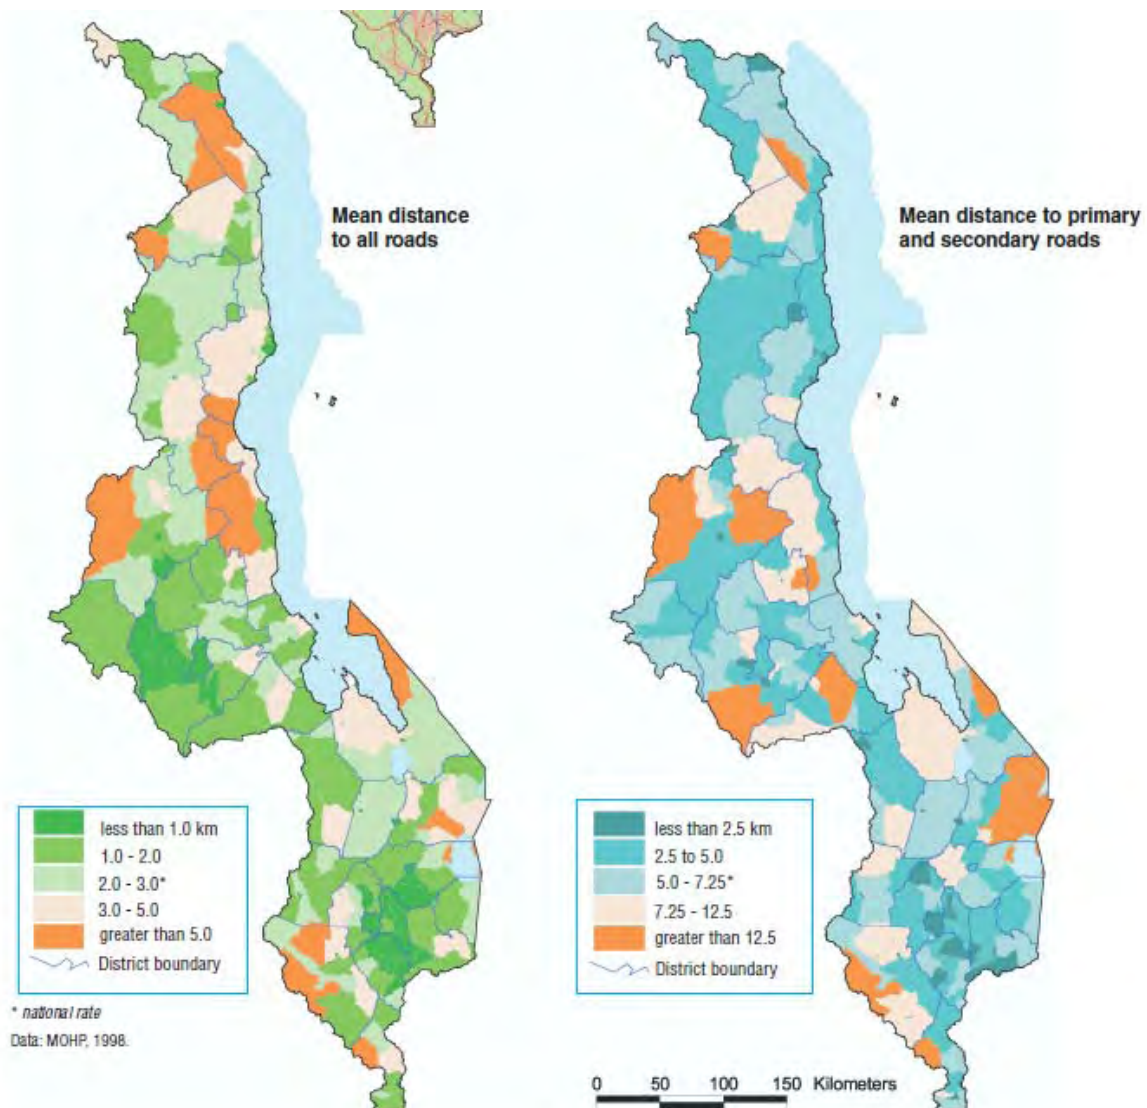 Mean distance
to all roads
Mean distance to primary
and secondary roads
less than 1.0 km
1.0 - 2.0
2.0 - 3.0*
3.0 - 5.0
greater than 5.0
District boundary
* national rate
Data: MOHP, 1998.
less than 2.5 km
2.5 to 5.0
5.0 - 7.25*
7.25 - 12.5
greater than 12.5
District boundary
0 50 100 150 Kilometers